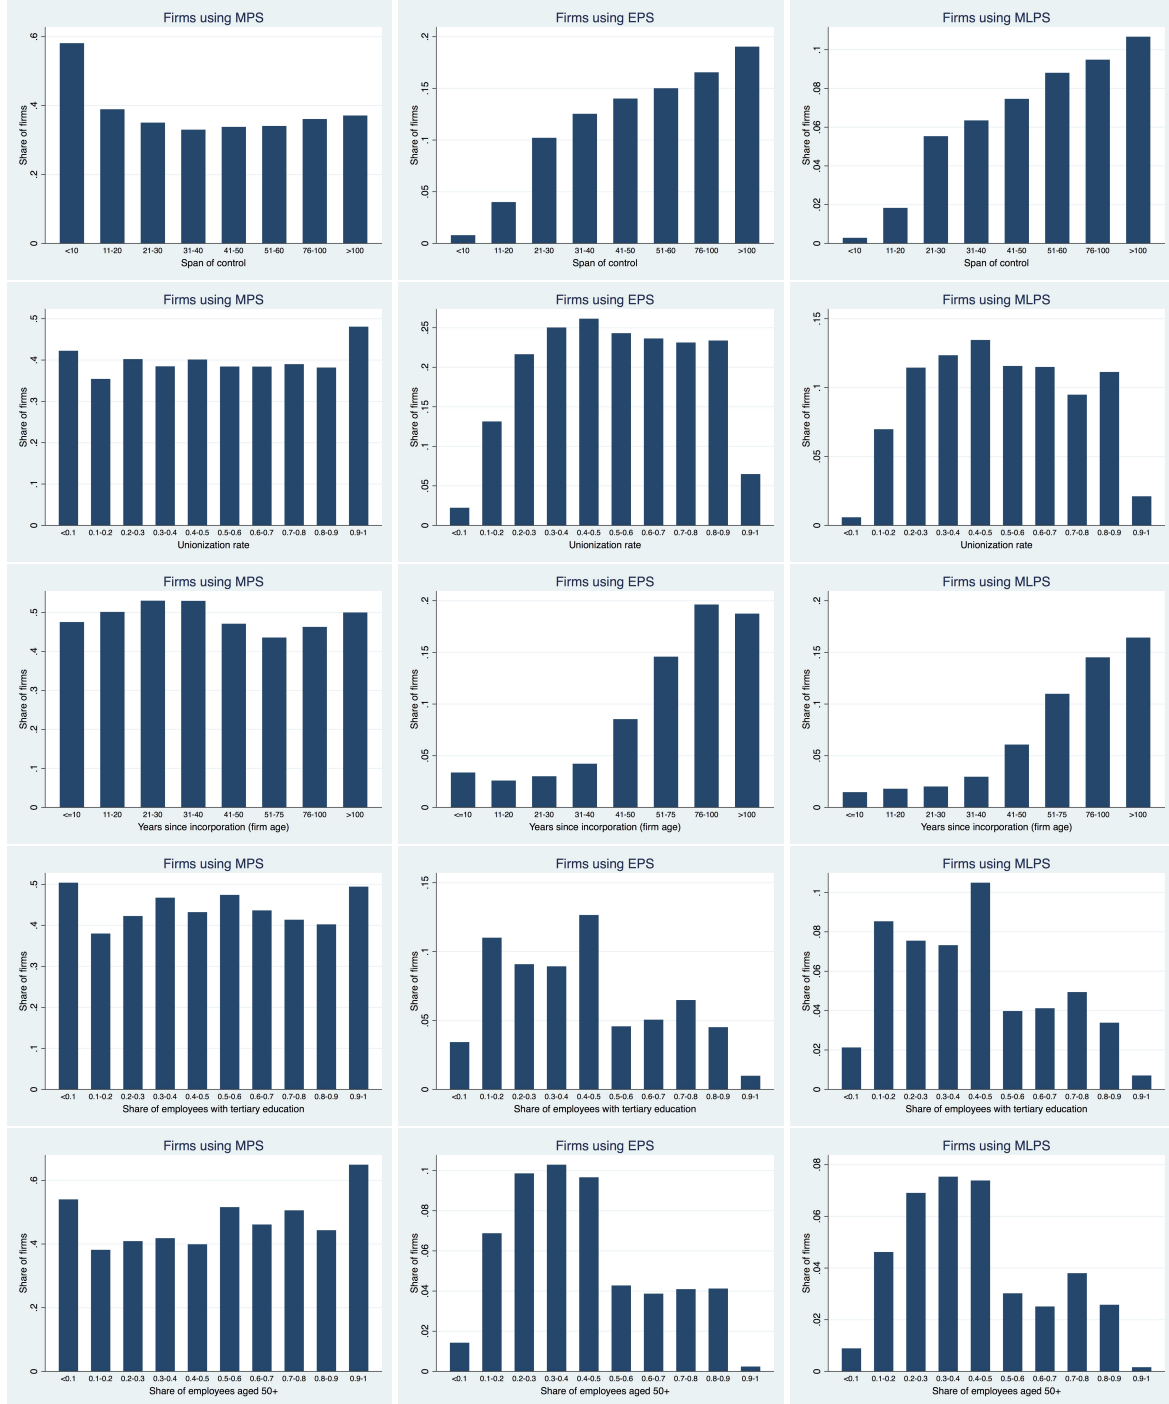 Firms using MPS
Share of firms
0 .2 .4 .6
<10 11-20 21-30 31-40 41-50 51-60 76-100 >100
Span of control
Firms using EPS
Share of firms
0 .05 .1 .15 .2
<10 11-20 21-30 31-40 41-50 51-60 76-100 >100
Span of control
Firms using MLPS
Share of firms
0 .02 .04 .06 .08 .1
<10 11-20 21-30 31-40 41-50 51-60 76-100 >100
Span of control
Firms using MPS
Share of firms
0 .1 .2 .3 .4 .5
<0.1 0.1-0.2 0.2-0.3 0.3-0.4 0.4-0.5 0.5-0.6 0.6-0.7 0.7-0.8 0.8-0.9 0.9-1
Unionization rate
Firms using EPS
Share of firms
0 .05 .1 .15 .2 .25
<0.1 0.1-0.2 0.2-0.3 0.3-0.4 0.4-0.5 0.5-0.6 0.6-0.7 0.7-0.8 0.8-0.9 0.9-1
Unionization rate
Firms using MLPS
Share of firms
0 .05 .1 .15
<0.1 0.1-0.2 0.2-0.3 0.3-0.4 0.4-0.5 0.5-0.6 0.6-0.7 0.7-0.8 0.8-0.9 0.9-1
Unionization rate
Firms using MPS
Share of firms
0 .1 .2 .3 .4 .5
<=10 11-20 21-30 31-40 41-50 51-75 76-100 >100
Years since incorporation (firm age)
Firms using EPS
Share of firms
0 .05 .1 .15 .2
<=10 11-20 21-30 31-40 41-50 51-75 76-100 >100
Years since incorporation (firm age)
Firms using MLPS
Share of firms
0 .05 .1 .15 .2
<=10 11-20 21-30 31-40 41-50 51-75 76-100 >100
Years since incorporation (firm age)
Firms using MPS
Share of firms
0 .1 .2 .3 .4 .5
<0.1 0.1-0.2 0.2-0.3 0.3-0.4 0.4-0.5 0.5-0.6 0.6-0.7 0.7-0.8 0.8-0.9 0.9-1
Share of employees with tertiary education
Firms using EPS
Share of firms
0 .05 .1 .15
<0.1 0.1-0.2 0.2-0.3 0.3-0.4 0.4-0.5 0.5-0.6 0.6-0.7 0.7-0.8 0.8-0.9 0.9-1
Share of employees with tertiary education
Firms using MLPS
Share of firms
0 .02 .04 .06 .08 .1
<0.1 0.1-0.2 0.2-0.3 0.3-0.4 0.4-0.5 0.5-0.6 0.6-0.7 0.7-0.8 0.8-0.9 0.9-1
Share of employees with tertiary education
Firms using MPS
Share of firms
0 .2 .4 .6
<0.1 0.1-0.2 0.2-0.3 0.3-0.4 0.4-0.5 0.5-0.6 0.6-0.7 0.7-0.8 0.8-0.9 0.9-1
Share of employees aged 50+
Firms using EPS
Share of firms
0 .02 .04 .06 .08 .1
<0.1 0.1-0.2 0.2-0.3 0.3-0.4 0.4-0.5 0.5-0.6 0.6-0.7 0.7-0.8 0.8-0.9 0.9-1
Share of employees aged 50+
Firms using MLPS
Share of firms
0 .02 .04 .06 .08
<0.1 0.1-0.2 0.2-0.3 0.3-0.4 0.4-0.5 0.5-0.6 0.6-0.7 0.7-0.8 0.8-0.9 0.9-1
Share of employees aged 50+